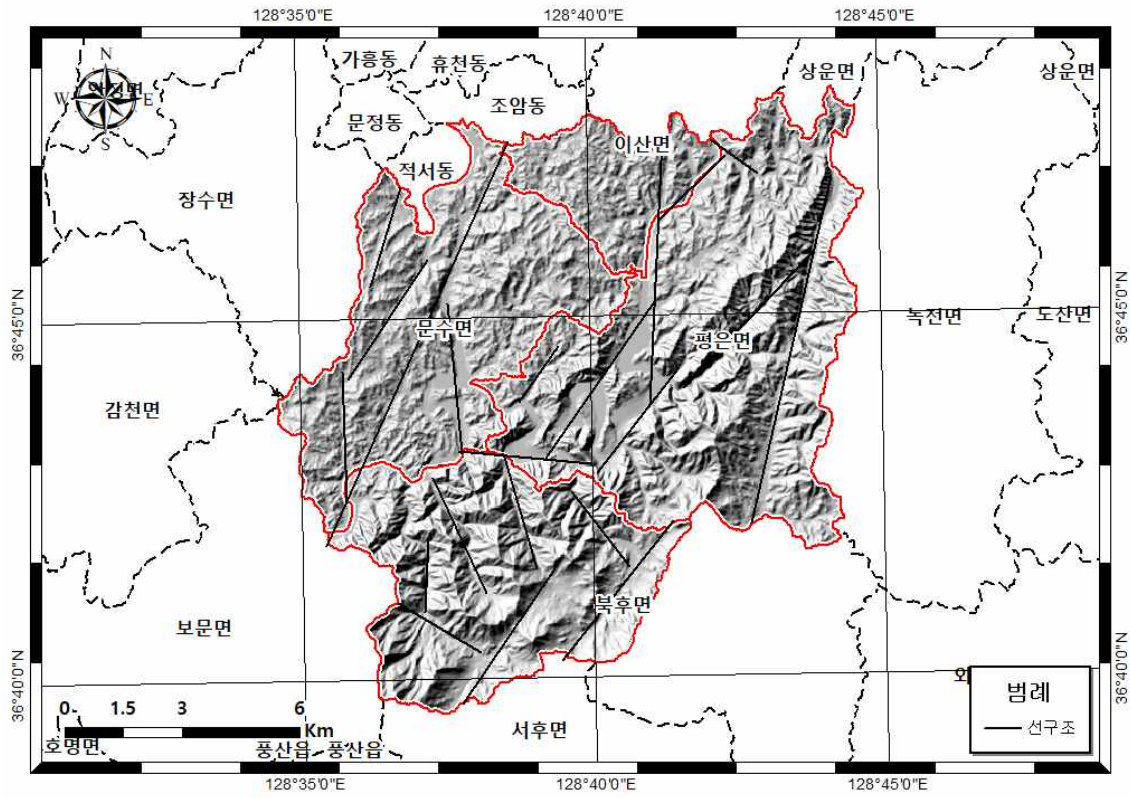 128°35'0"E
128°40'0"E
128°45'0"E
N
W
E
S
안정면
가흥동
휴천동
상운면
상운면
문정동
조암동
이산면
적서동
장수면
36°45'0"N
36°45'0"N
문수면
평은면
녹전면
도산면
감천면
보문면
북후면
36°40'0"N
36°40'0"N
0
1.5
3
6
Km
호명면
풍산읍
풍산읍
서후면
범례
선구조
128°35'0"E
128°40'0"E
128°45'0"E